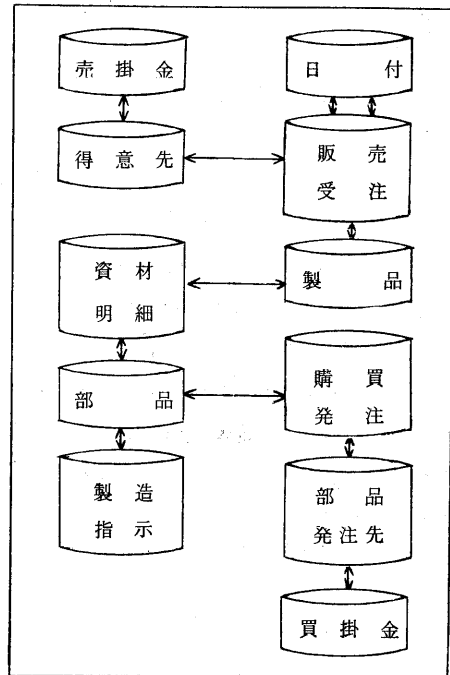 売掛金
日付
得意先
販売
受注
資材
明細
製品
部品
購買
発注
製造
指示
部品
発注先
買掛金